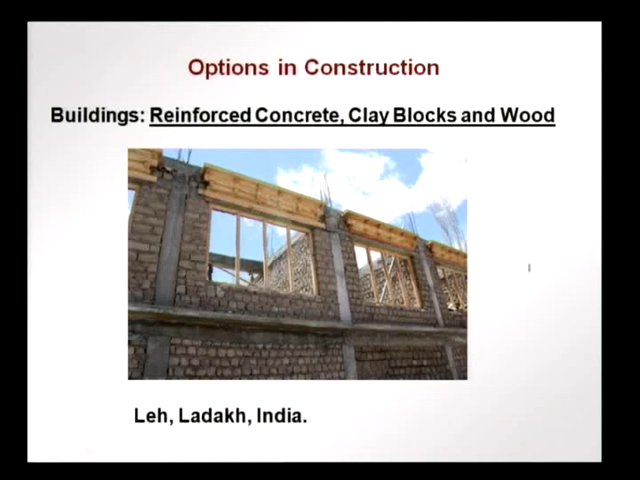 Options in Construction
Buildings: Reinforced Concrete, Clay Blocks and Wood
Leh, Ladakh, India.